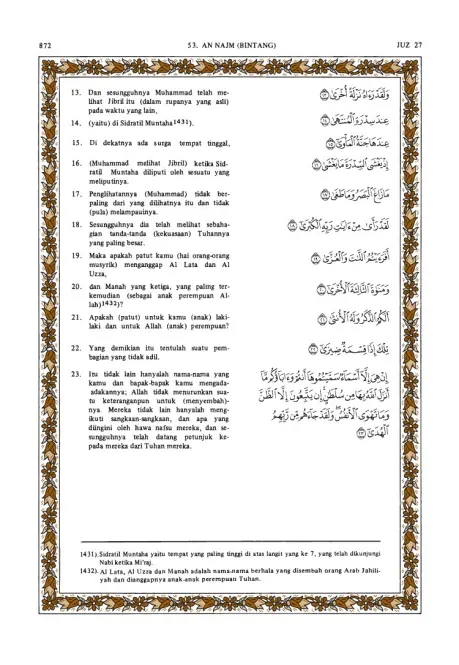 872
53. AN NAJM (BINTANG)
JUZ 27
13. Dan sesungguhnya Muhammad telah me-
lihat Jibril itu (dalam rupanya yang asli)
pada waktu yang lain,
وَلَقَدْ رَءَاهُ نَزْلَةً أُخْرَىٰ ﴿١٣﴾
14. (yaitu) di Sidratil Muntaha1431).
عِندَ سِدْرَةِ ٱلْمُنتَهَىٰ ﴿١٤﴾
15. Di dekatnya ada surga tempat tinggal,
عِندَهَا جَنَّةُ ٱلْمَأْوَىٰٓ ﴿١٥﴾
16. (Muhammad melihat Jibril) ketika Sid-
ratil Muntaha diliputi oleh sesuatu yang
meliputinya.
إِذْ يَغْشَى ٱلسِّدْرَةَ مَا يَغْشَىٰ ﴿١٦﴾
17. Penglihatannya (Muhammad) tidak ber-
paling dari yang dilihatnya itu dan tidak
(pula) melampauinya.
مَا زَاغَ ٱلْبَصَرُ وَمَا طَغَىٰ ﴿١٧﴾
18. Sesungguhnya dia telah melihat sebaha-
gian tanda-tanda (kekuasaan) Tuhannya
yang paling besar.
لَقَدْ رَأَىٰ مِنْ ءَايَٰتِ رَبِّهِ ٱلْكُبْرَىٰٓ ﴿١٨﴾
19. Maka apakah patut kamu (hai orang-orang
musyrik) menganggap Al Lata dan Al
Uzza,
أَفَرَءَيْتُمُ ٱللَّٰتَ وَٱلْعُزَّىٰ ﴿١٩﴾
20. dan Manah yang ketiga, yang paling ter-
kemudian (sebagai anak perempuan Al-
lah)1432)?
وَمَنَوٰةَ ٱلثَّالِثَةَ ٱلْأُخْرَىٰٓ ﴿٢٠﴾
21. Apakah (patut) untuk kamu (anak) laki-
laki dan untuk Allah (anak) perempuan?
أَلَكُمُ ٱلذَّكَرُ وَلَهُ ٱلْأُنثَىٰ ﴿٢١﴾
22. Yang demikian itu tentulah suatu pem-
bagian yang tidak adil.
تِلْكَ إِذًا قِسْمَةٌ ضِيزَىٰٓ ﴿٢٢﴾
23. Itu tidak lain hanyalah nama-nama yang
kamu dan bapak-bapak kamu mengada-
adakannya; Allah tidak menurunkan sua-
tu keteranganpun untuk (menyembah)-
nya. Mereka tidak lain hanyalah meng-
ikuti sangkaan-sangkaan, dan apa yang
diingini oleh hawa nafsu mereka, dan se-
sungguhnya telah datang petunjuk ke-
pada mereka dari Tuhan mereka.
إِنْ هِىَ إِلَّآ أَسْمَآءٌ سَمَّيْتُمُوهَآ أَنتُمْ وَءَابَآؤُكُم مَّآ
أَنزَلَ ٱللَّهُ بِهَا مِن سُلْطَٰنٍ إِن يَتَّبِعُونَ إِلَّا ٱلظَّنَّ
وَمَا تَهْوَى ٱلْأَنفُسُ وَلَقَدْ جَآءَهُم مِّن رَّبِّهِمُ
ٱلْهُدَىٰٓ ﴿٢٣﴾
1431). Sidratil Muntaha yaitu tempat yang paling tinggi di atas langit yang ke 7, yang telah dikunjungi
Nabi ketika Mi'raj.
1432). Al Lata, Al Uzza dan Manah adalah nama-nama berhala yang disembah orang Arab Jahili-
yah dan dianggapnya anak-anak perempuan Tuhan.